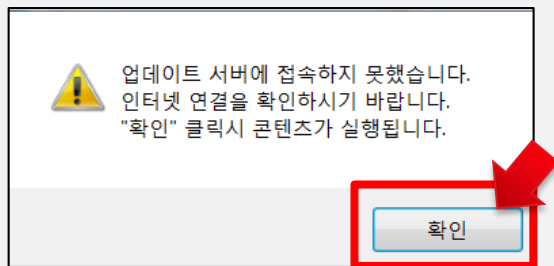 업데이트 서버에 접속하지 못했습니다.
인터넷 연결을 확인하시기 바랍니다.
"확인" 클릭시 콘텐츠가 실행됩니다.
확인